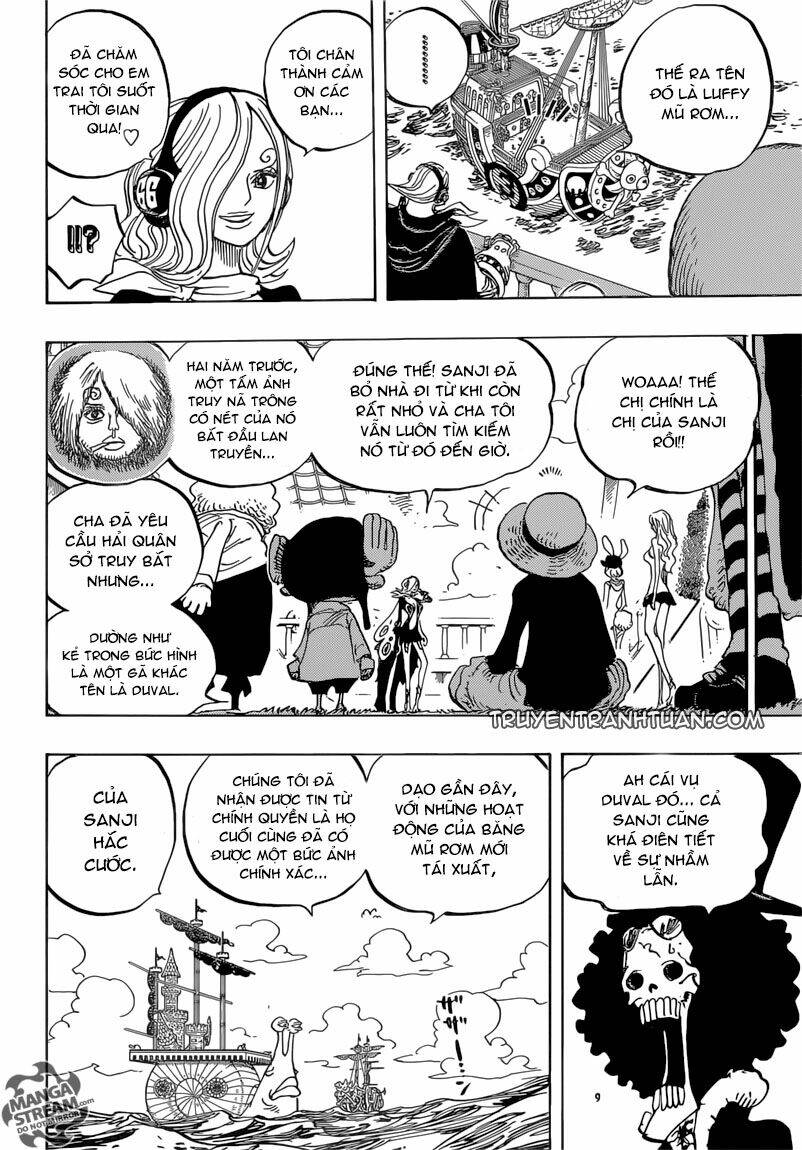 THẾ RA TÊN
ĐÓ LÀ LUFFY
MŨ RƠM...
.........
TÔI CHÂN
THÀNH CẢM
ƠN CÁC
BẠN...
ĐÃ CHĂM
SÓC CHO EM
TRAI TÔI SUỐT
THỜI GIAN
QUA!♡
!!?
66
WOAAA! THẾ
CHỊ CHÍNH LÀ
CHỊ CỦA SANJI
RỒI!!
ĐÚNG THẾ! SANJI ĐÃ
BỎ NHÀ ĐI TỪ KHI CÒN
RẤT NHỎ VÀ CHA TÔI
VẪN LUÔN TÌM KIẾM
NÓ TỪ ĐÓ ĐẾN GIỜ.
HAI NĂM TRƯỚC,
MỘT TẤM ẢNH
TRUY NÃ TRÔNG
CÓ NÉT CỦA NÓ
BẮT ĐẦU LAN
TRUYỀN...
CHA ĐÃ YÊU
CẦU HẢI QUÂN
SỞ TRUY BẮT
NHƯNG...
DƯỜNG NHƯ
KẺ TRONG BỨC HÌNH
LÀ MỘT GÃ KHÁC
TÊN LÀ DUVAL.
TRUYENTRANHTUAN.COM
AH CÁI VỤ
DUVAL ĐÓ... CẢ
SANJI CŨNG
KHÁ ĐIÊN TIẾT
VỀ SỰ NHẦM
LẪN.
DẠO GẦN ĐÂY,
VỚI NHỮNG HOẠT
ĐỘNG CỦA BĂNG
MŨ RƠM MỚI
TÁI XUẤT,
CHÚNG TÔI ĐÃ
NHẬN ĐƯỢC TIN TỪ
CHÍNH QUYỀN LÀ HỌ
CUỐI CÙNG ĐÃ CÓ
ĐƯỢC MỘT BỨC ẢNH
CHÍNH XÁC...
CỦA
SANJI
HẮC
CƯỚC.
MANGA
STREAM.COM
DO NOT MIRROR!